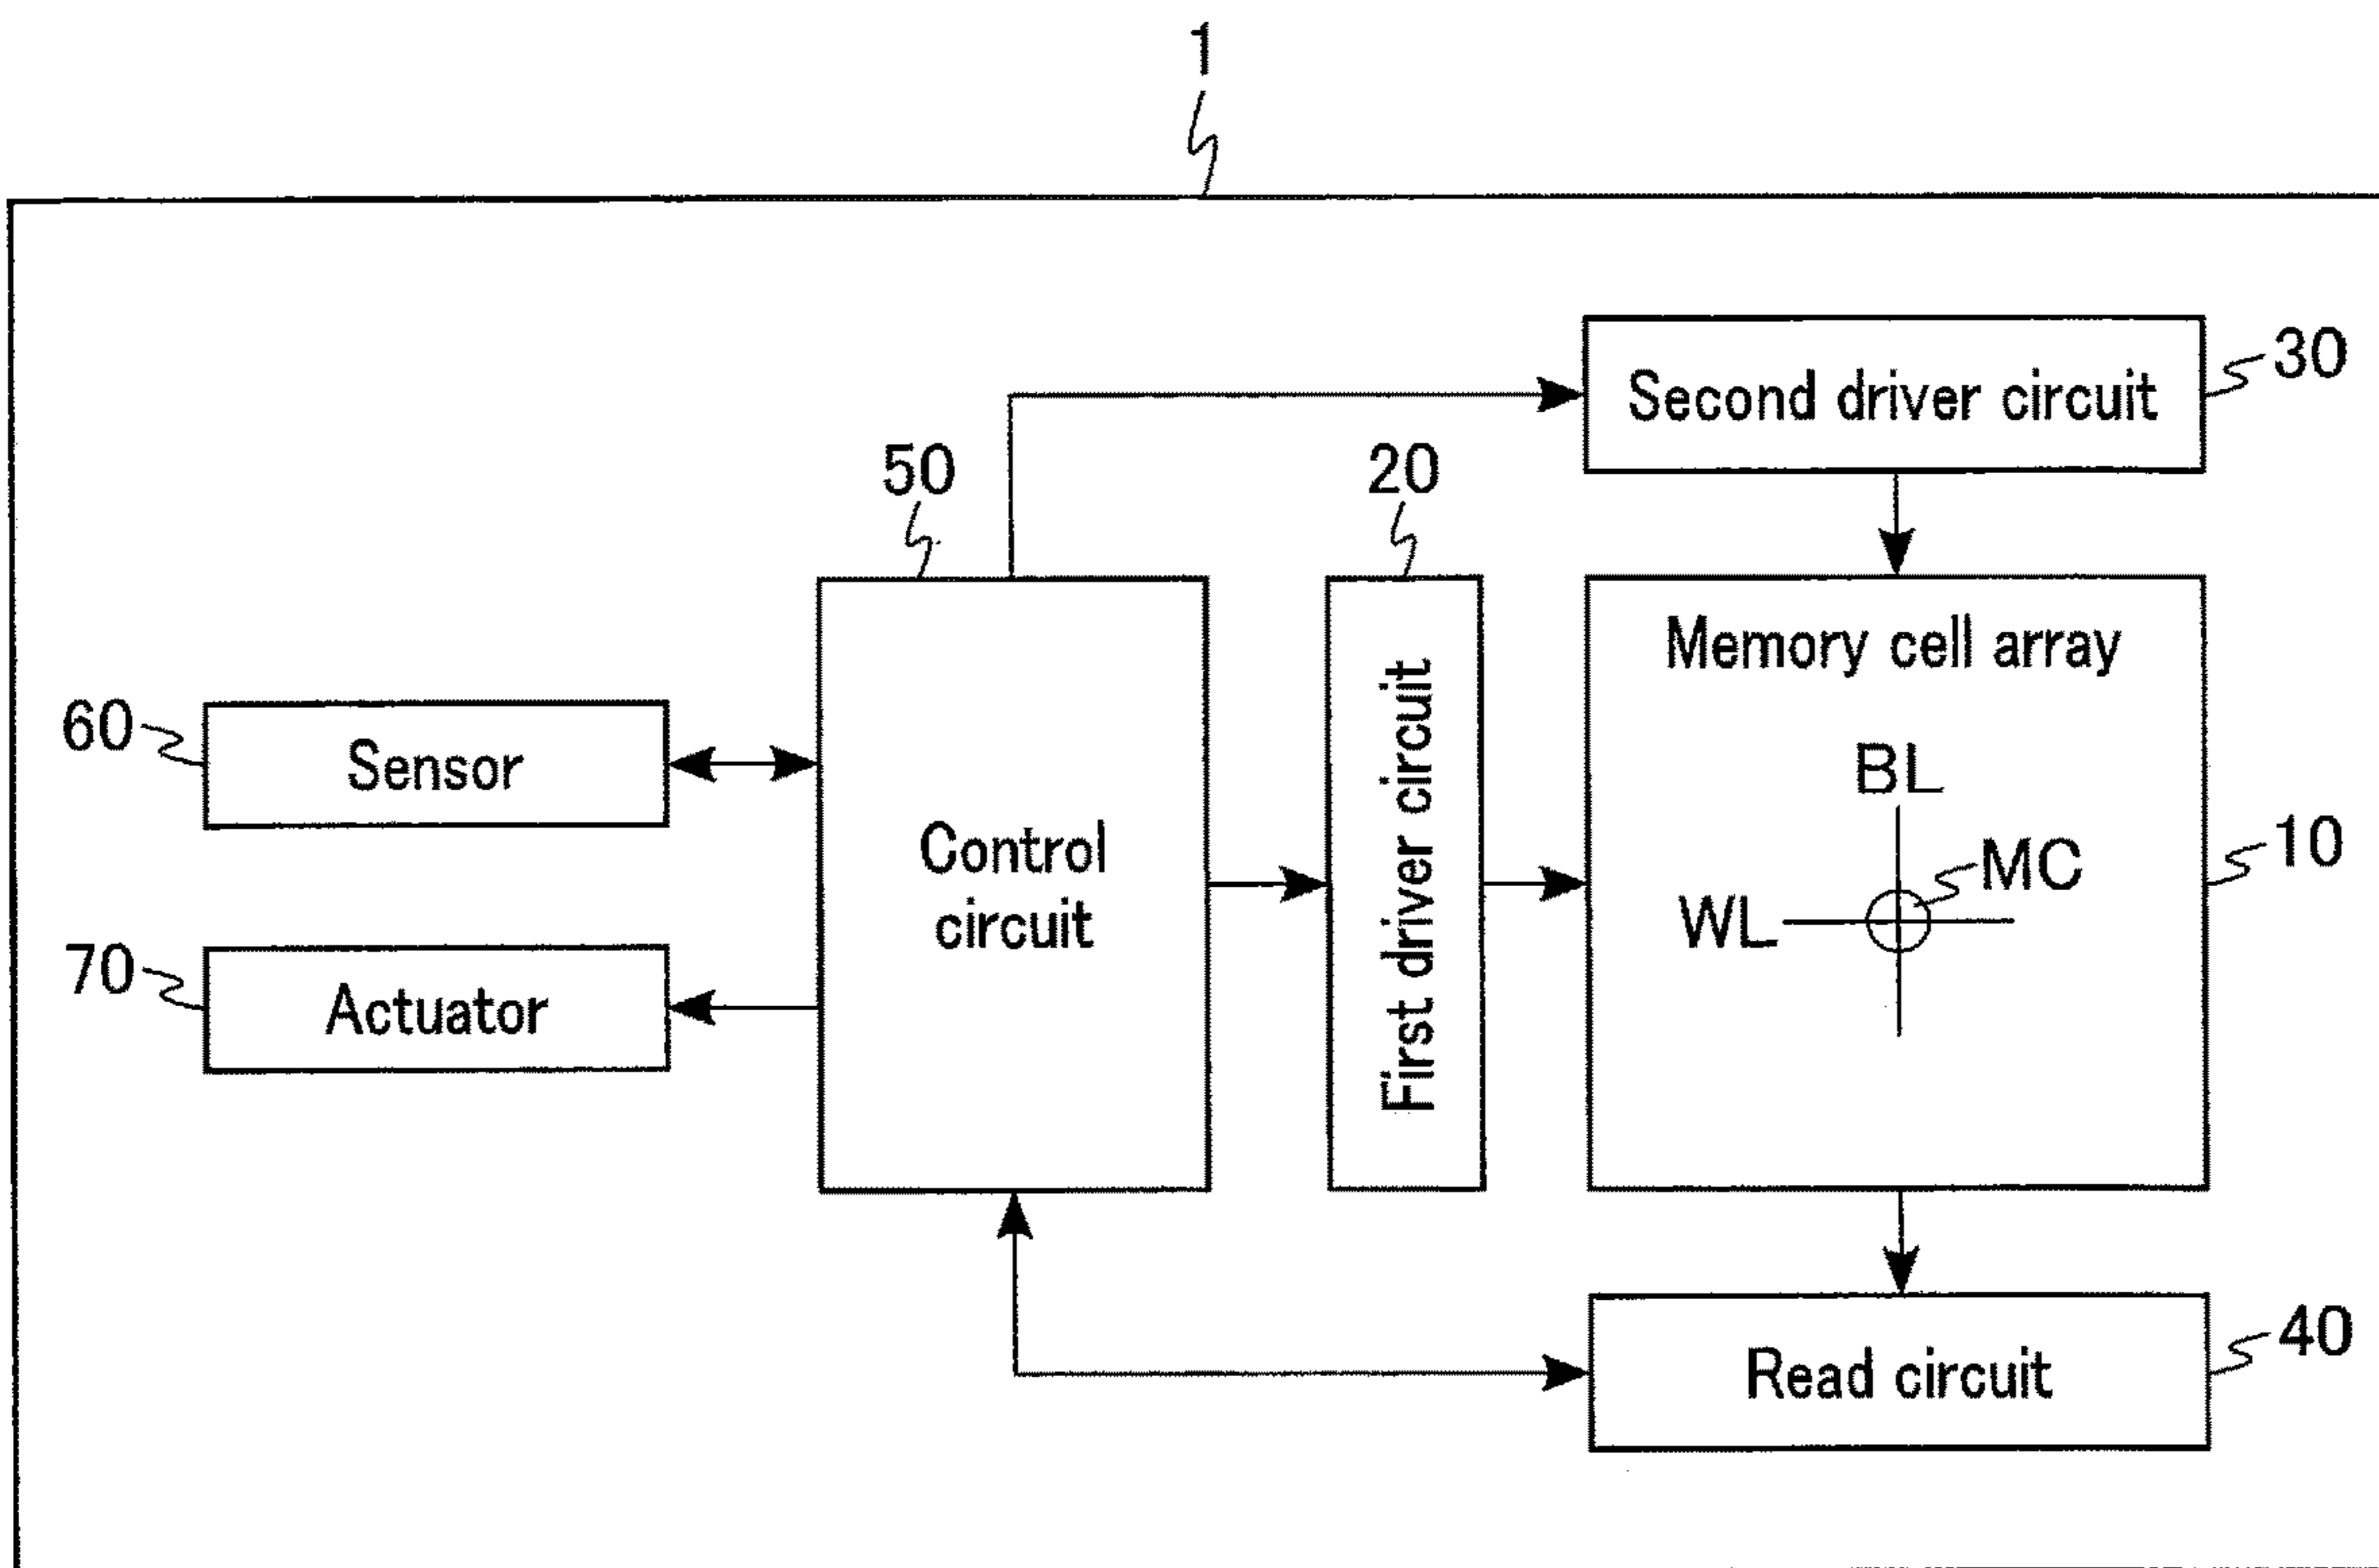 1
Second driver circuit
30
50
20
Memory cell array
60
Sensor
First driver circuit
BL
Control
circuit
MC
10
WL
70
Actuator
Read circuit
40